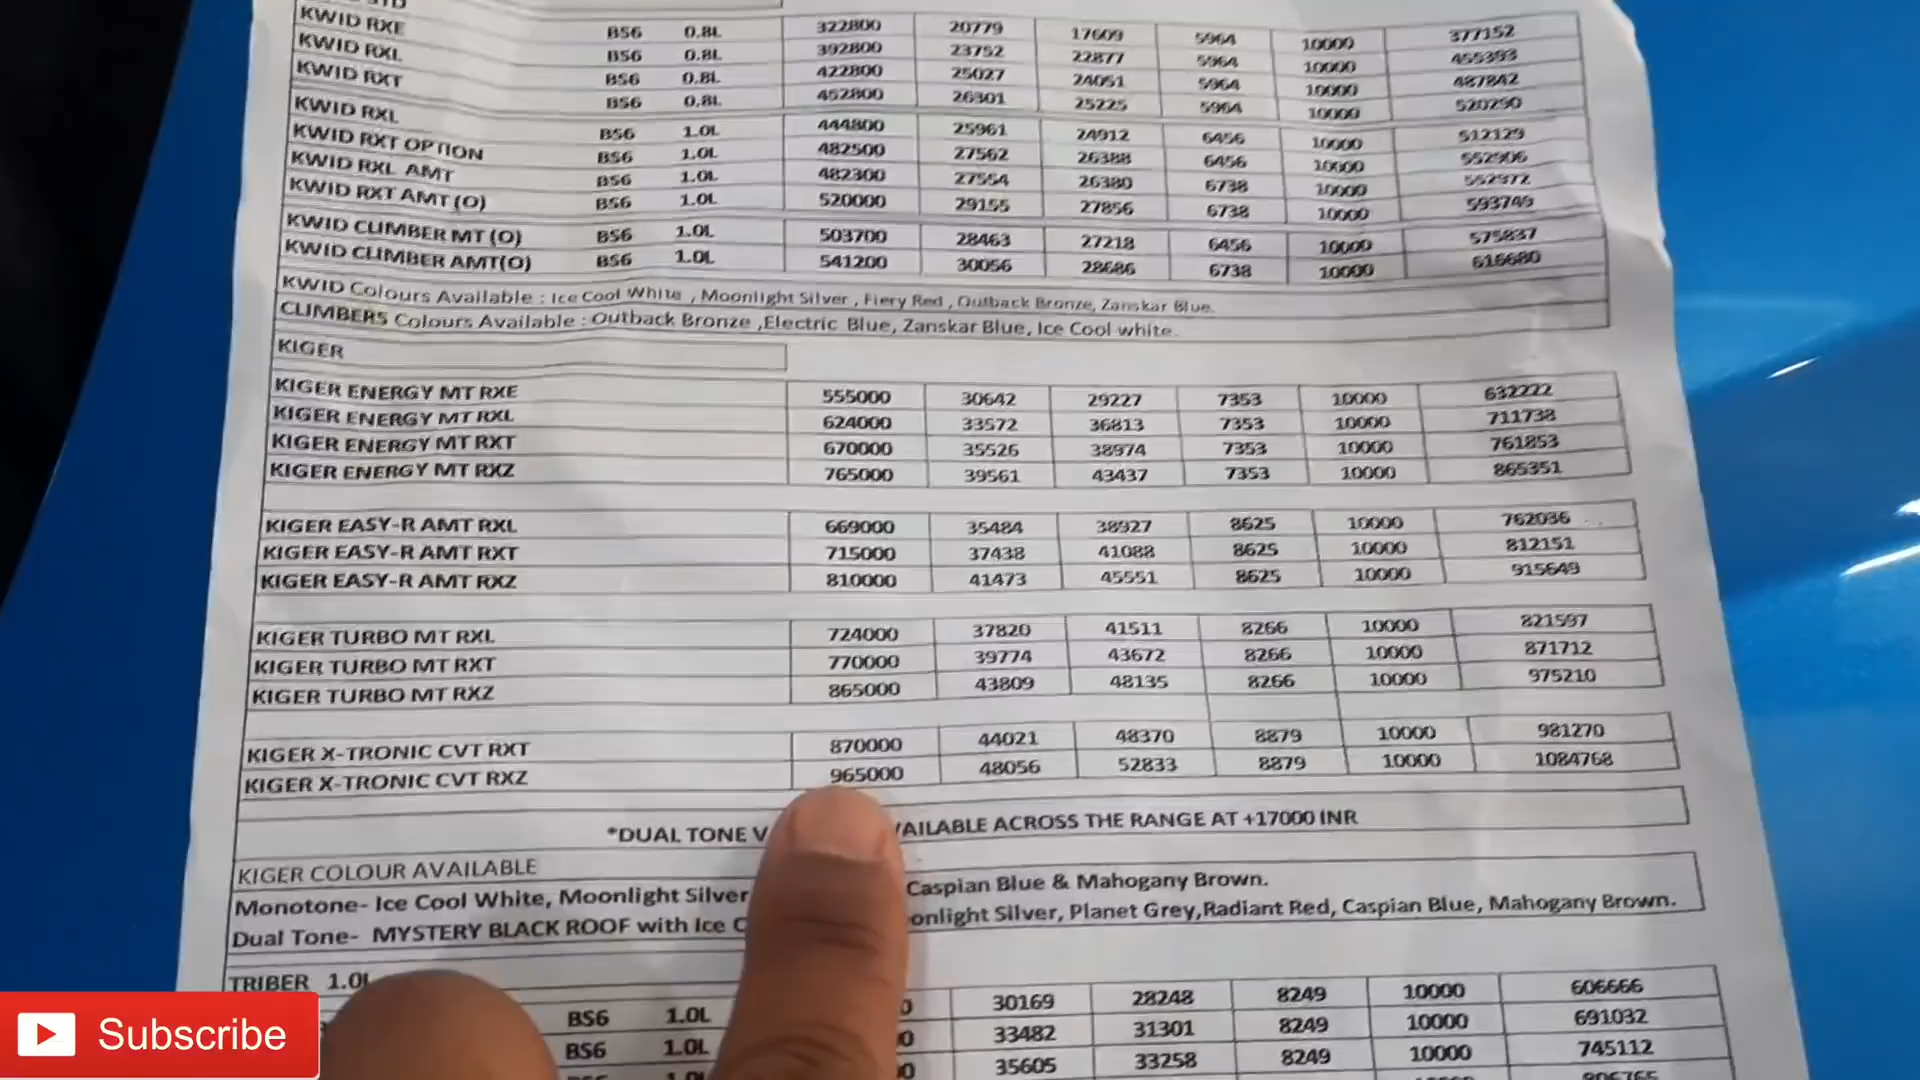 BS6 0.8L 322800 20779 17609 5964 10000 377152
KWID RXE BS6 0.8L 392800 23752 22877 5964 10000 455393
KWID RXL BS6 0.8L 422800 25027 24051 5964 10000 487842
KWID RXT BS6 0.8L 452800 26301 25225 5964 10000 520290
KWID RXL BS6 1.0L 444800 25961 24912 6456 10000 512129
KWID RXT OPTION BS6 1.0L 482500 27562 26388 6456 10000 552906
KWID RXL AMT BS6 1.0L 482300 27554 26380 6738 10000 552972
KWID RXT AMT (O) BS6 1.0L 520000 29155 27856 6738 10000 593749
KWID CLIMBER MT (O) BS6 1.0L 503700 28463 27218 6456 10000 575837
KWID CLIMBER AMT(O) BS6 1.0L 541200 30056 28686 6738 10000 616680
KWID Colours Available : Ice Cool White , Moonlight Silver , Fiery Red , Outback Bronze, Zanskar Blue.
CLIMBERS Colours Available : Outback Bronze ,Electric Blue, Zanskar Blue, Ice Cool white.
KIGER
KIGER ENERGY MT RXE 555000 30642 29227 7353 10000 632222
KIGER ENERGY MT RXL 624000 33572 36813 7353 10000 711738
KIGER ENERGY MT RXT 670000 35526 38974 7353 10000 761853
KIGER ENERGY MT RXZ 765000 39561 43437 7353 10000 865351
KIGER EASY-R AMT RXL 669000 35484 38927 8625 10000 762036
KIGER EASY-R AMT RXT 715000 37438 41088 8625 10000 812151
KIGER EASY-R AMT RXZ 810000 41473 45551 8625 10000 915649
KIGER TURBO MT RXL 724000 37820 41511 8266 10000 821597
KIGER TURBO MT RXT 770000 39774 43672 8266 10000 871712
KIGER TURBO MT RXZ 865000 43809 48135 8266 10000 975210
KIGER X-TRONIC CVT RXT 870000 44021 48370 8879 10000 981270
KIGER X-TRONIC CVT RXZ 965000 48056 52833 8879 10000 1084768
*DUAL TONE V AILABLE ACROSS THE RANGE AT +17000 INR
KIGER COLOUR AVAILABLE
Monotone- Ice Cool White, Moonlight Silver Caspian Blue & Mahogany Brown.
Dual Tone- MYSTERY BLACK ROOF with Ice C onlight Silver, Planet Grey,Radiant Red, Caspian Blue, Mahogany Brown.
TRIBER 1.0L
BS6 1.0L 0 30169 28248 8249 10000 606666
BS6 1.0L 0 33482 31301 8249 10000 691032
0 35605 33258 8249 10000 745112
Subscribe